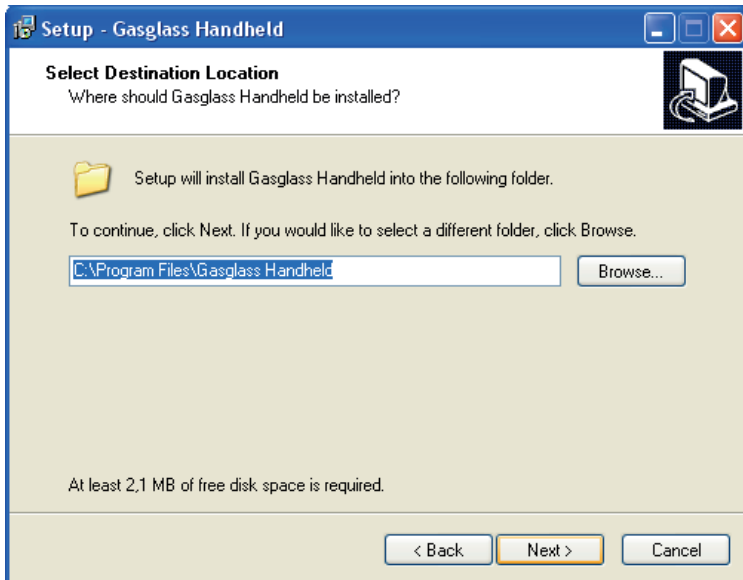 Setup - Gasglass Handheld
Select Destination Location
Where should Gasglass Handheld be installed?
Setup will install Gasglass Handheld into the following folder.
To continue, click Next. If you would like to select a different folder, click Browse.
C:\Program Files\Gasglass Handheld
Browse...
At least 2,1 MB of free disk space is required.
< Back
Next >
Cancel